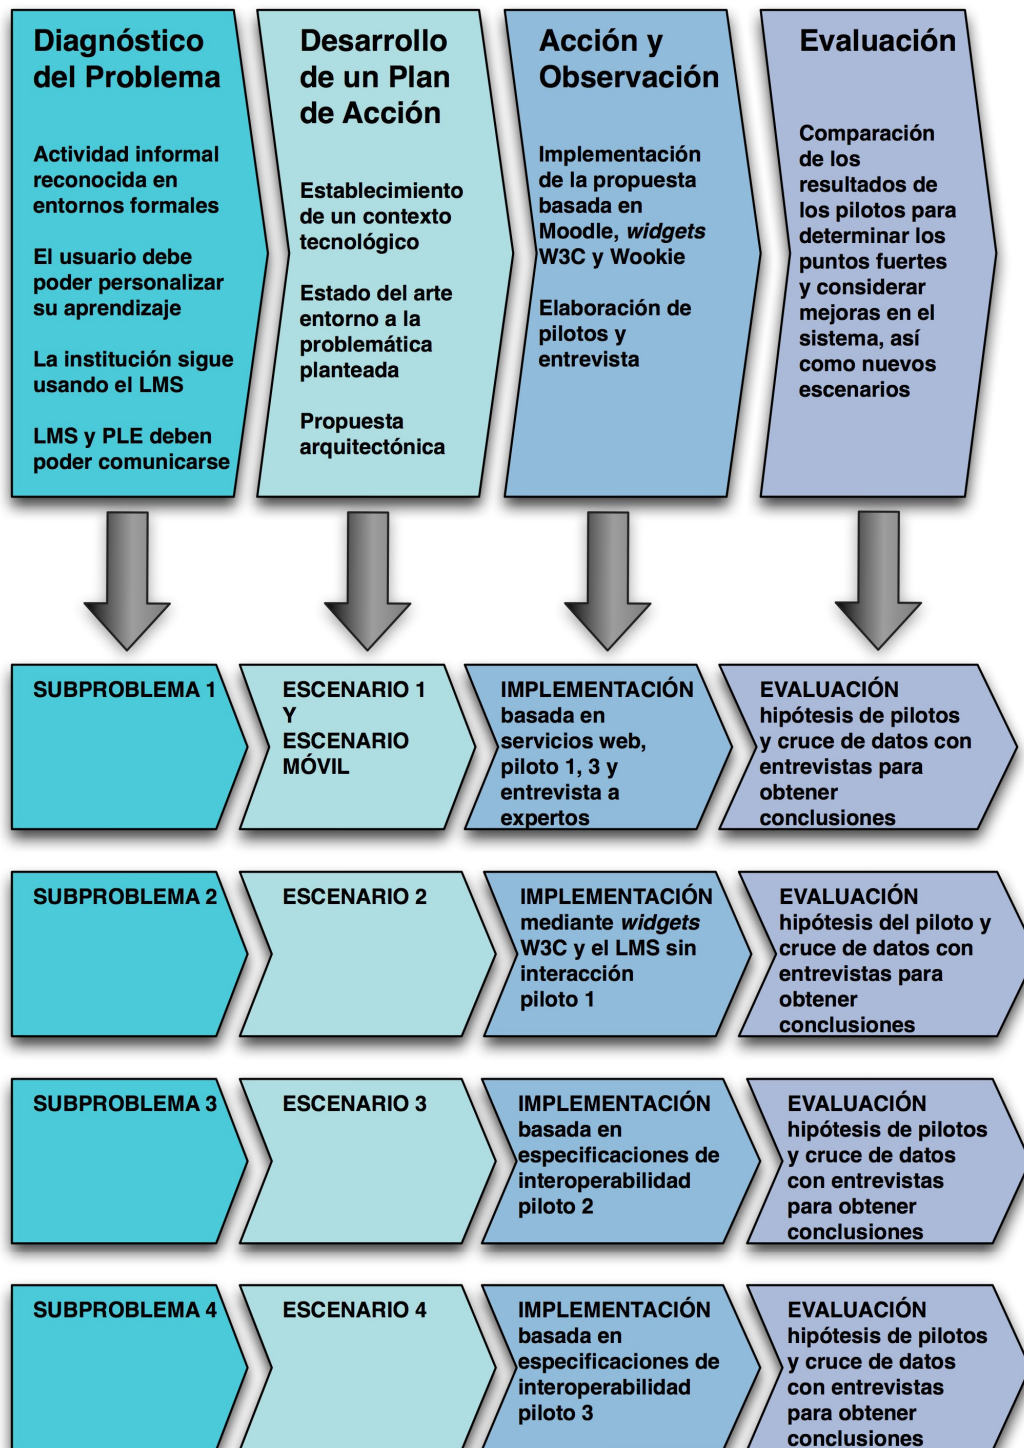 Diagnóstico
del Problema
Actividad informal
reconocida en
entornos formales
El usuario debe
poder personalizar
su aprendizaje
La institución sigue
usando el LMS
LMS y PLE deben
poder comunicarse
Desarrollo
de un Plan
de Acción
Establecimiento
de un contexto
tecnológico
Estado del arte
entorno a la
problemática
planteada
Propuesta
arquitectónica
Acción y
Observación
Implementación
de la propuesta
basada en
Moodle, widgets
W3C y Wookie
Elaboración de
pilotos y
entrevista
Evaluación
Comparación
de los
resultados de
los pilotos para
determinar los
puntos fuertes
y considerar
mejoras en el
sistema, así
como nuevos
escenarios
SUBPROBLEMA 1
ESCENARIO 1
Y
ESCENARIO
MÓVIL
IMPLEMENTACIÓN
basada en
servicios web,
piloto 1, 3 y
entrevista a
expertos
EVALUACIÓN
hipótesis de pilotos
y cruce de datos con
entrevistas para
obtener
conclusiones
SUBPROBLEMA 2
ESCENARIO 2
IMPLEMENTACIÓN
mediante widgets
W3C y el LMS sin
interacción
piloto 1
EVALUACIÓN
hipótesis del piloto y
cruce de datos con
entrevistas para
obtener
conclusiones
SUBPROBLEMA 3
ESCENARIO 3
IMPLEMENTACIÓN
basada en
especificaciones de
interoperabilidad
piloto 2
EVALUACIÓN
hipótesis de pilotos
y cruce de datos
con entrevistas
para obtener
conclusiones
SUBPROBLEMA 4
ESCENARIO 4
IMPLEMENTACIÓN
basada en
especificaciones de
interoperabilidad
piloto 3
EVALUACIÓN
hipótesis de pilotos
y cruce de datos
con entrevistas
para obtener
conclusiones